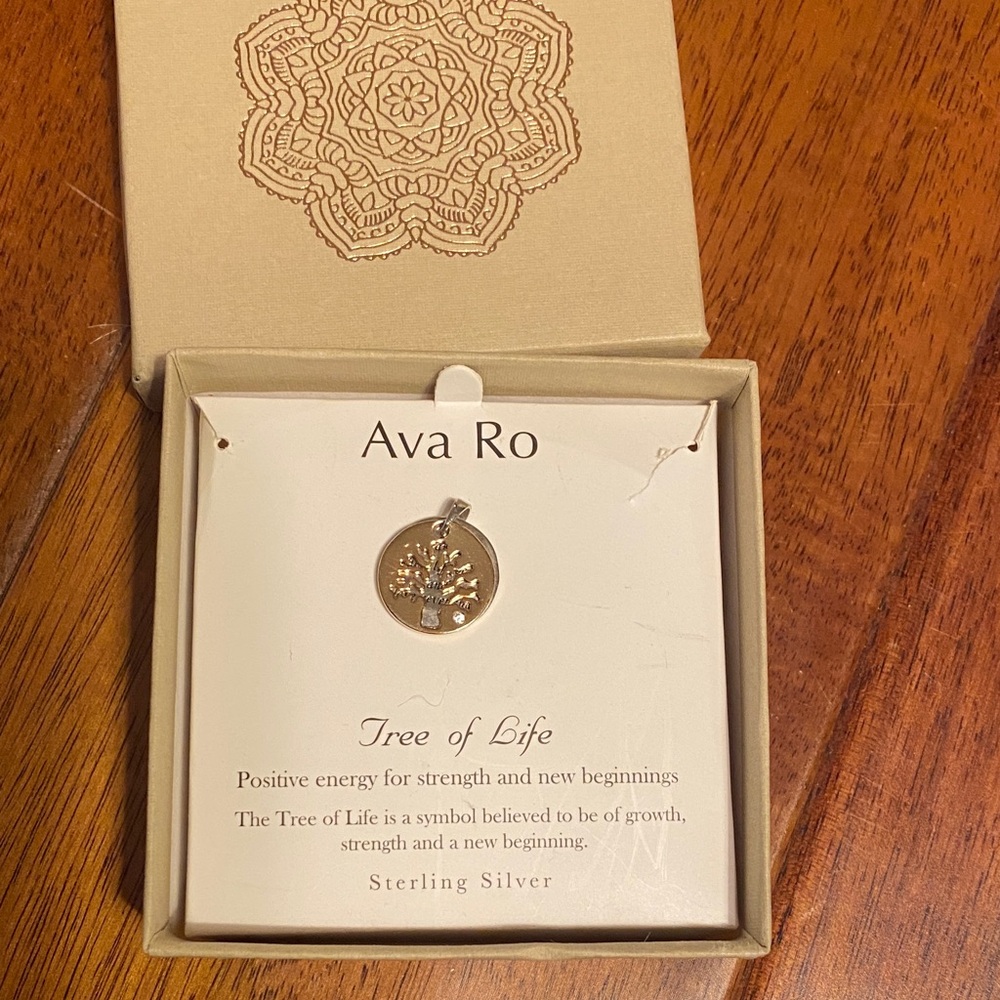 Ava Ro
Tree of Life
Positive energy for strength and new beginnings
The Tree of Life is a symbol believed to be of growth,
strength and a new beginning.
Sterling Silver